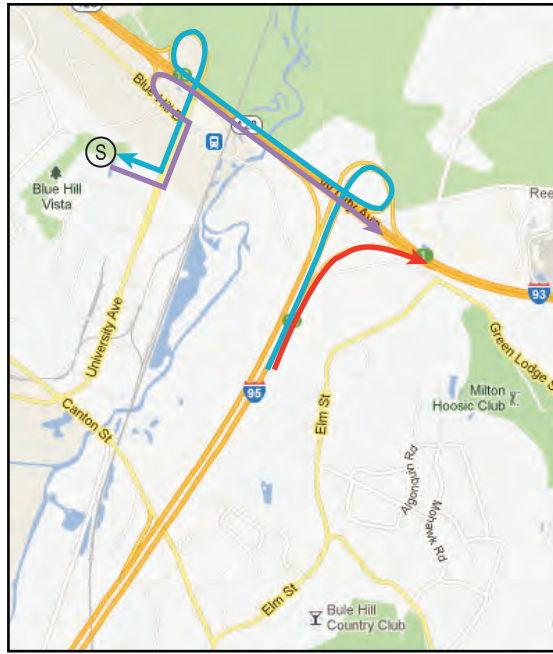 Blue Hill
S
Blue Hill
Vista
University Ave
Canton St
95
Elm St
Elm St
1
93
Green Lodge S
Milton
Hoosic Club
Algonquin Rd
Mohawk Rd
Bule Hill
Country Club
Ree